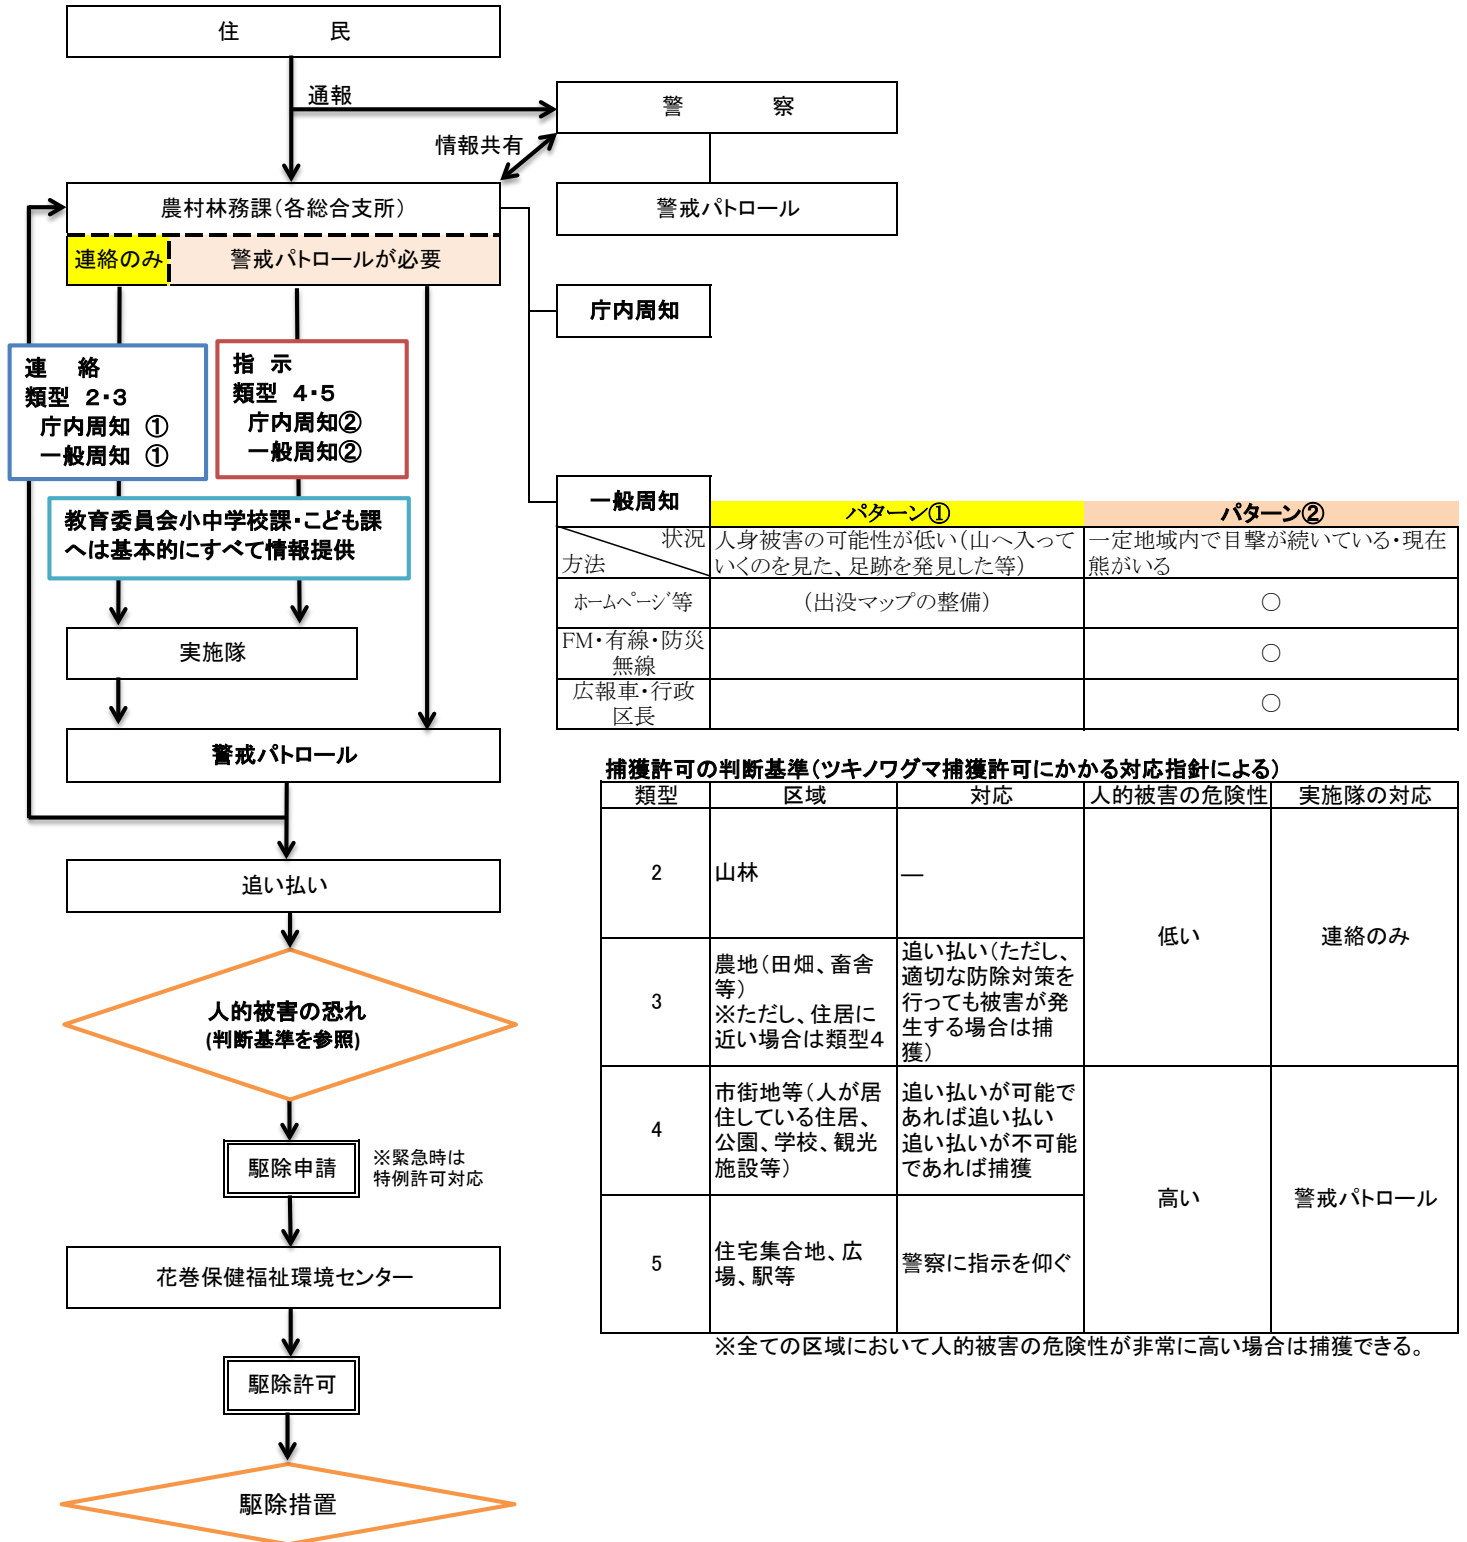 住　　　　民
通報
警　　　　察
情報共有
農村林務課（各総合支所）
警戒パトロール
連絡のみ
警戒パトロールが必要
庁内周知
連　絡
類型　２・３
庁内周知　①
一般周知　①
指　示
類型　４・５
庁内周知②
一般周知②
教育委員会小中学校課・こども課
へは基本的にすべて情報提供
実施隊
警戒パトロール
追い払い
人的被害の恐れ
(判断基準を参照)
駆除申請
※緊急時は
特例許可対応
花巻保健福祉環境センター
駆除許可
駆除措置
一般周知
パターン①
パターン②
状況
方法
人身被害の可能性が低い（山へ入って
いくのを見た、足跡を発見した等）
一定地域内で目撃が続いている・現在
熊がいる
ホームページ等
（出没マップの整備）
○
FM・有線・防災
無線
○
広報車・行政
区長
○
捕獲許可の判断基準（ツキノワグマ捕獲許可にかかる対応指針による）
類型
区域
対応
人的被害の危険性
実施隊の対応
2
山林
―
低い
連絡のみ
3
農地（田畑、畜舎
等）
※ただし、住居に
近い場合は類型４
追い払い（ただし、
適切な防除対策を
行っても被害が発
生する場合は捕
獲）
4
市街地等（人が居
住している住居、
公園、学校、観光
施設等）
追い払いが可能で
あれば追い払い
追い払いが不可能
であれば捕獲
高い
警戒パトロール
5
住宅集合地、広
場、駅等
警察に指示を仰ぐ
※全ての区域において人的被害の危険性が非常に高い場合は捕獲できる。